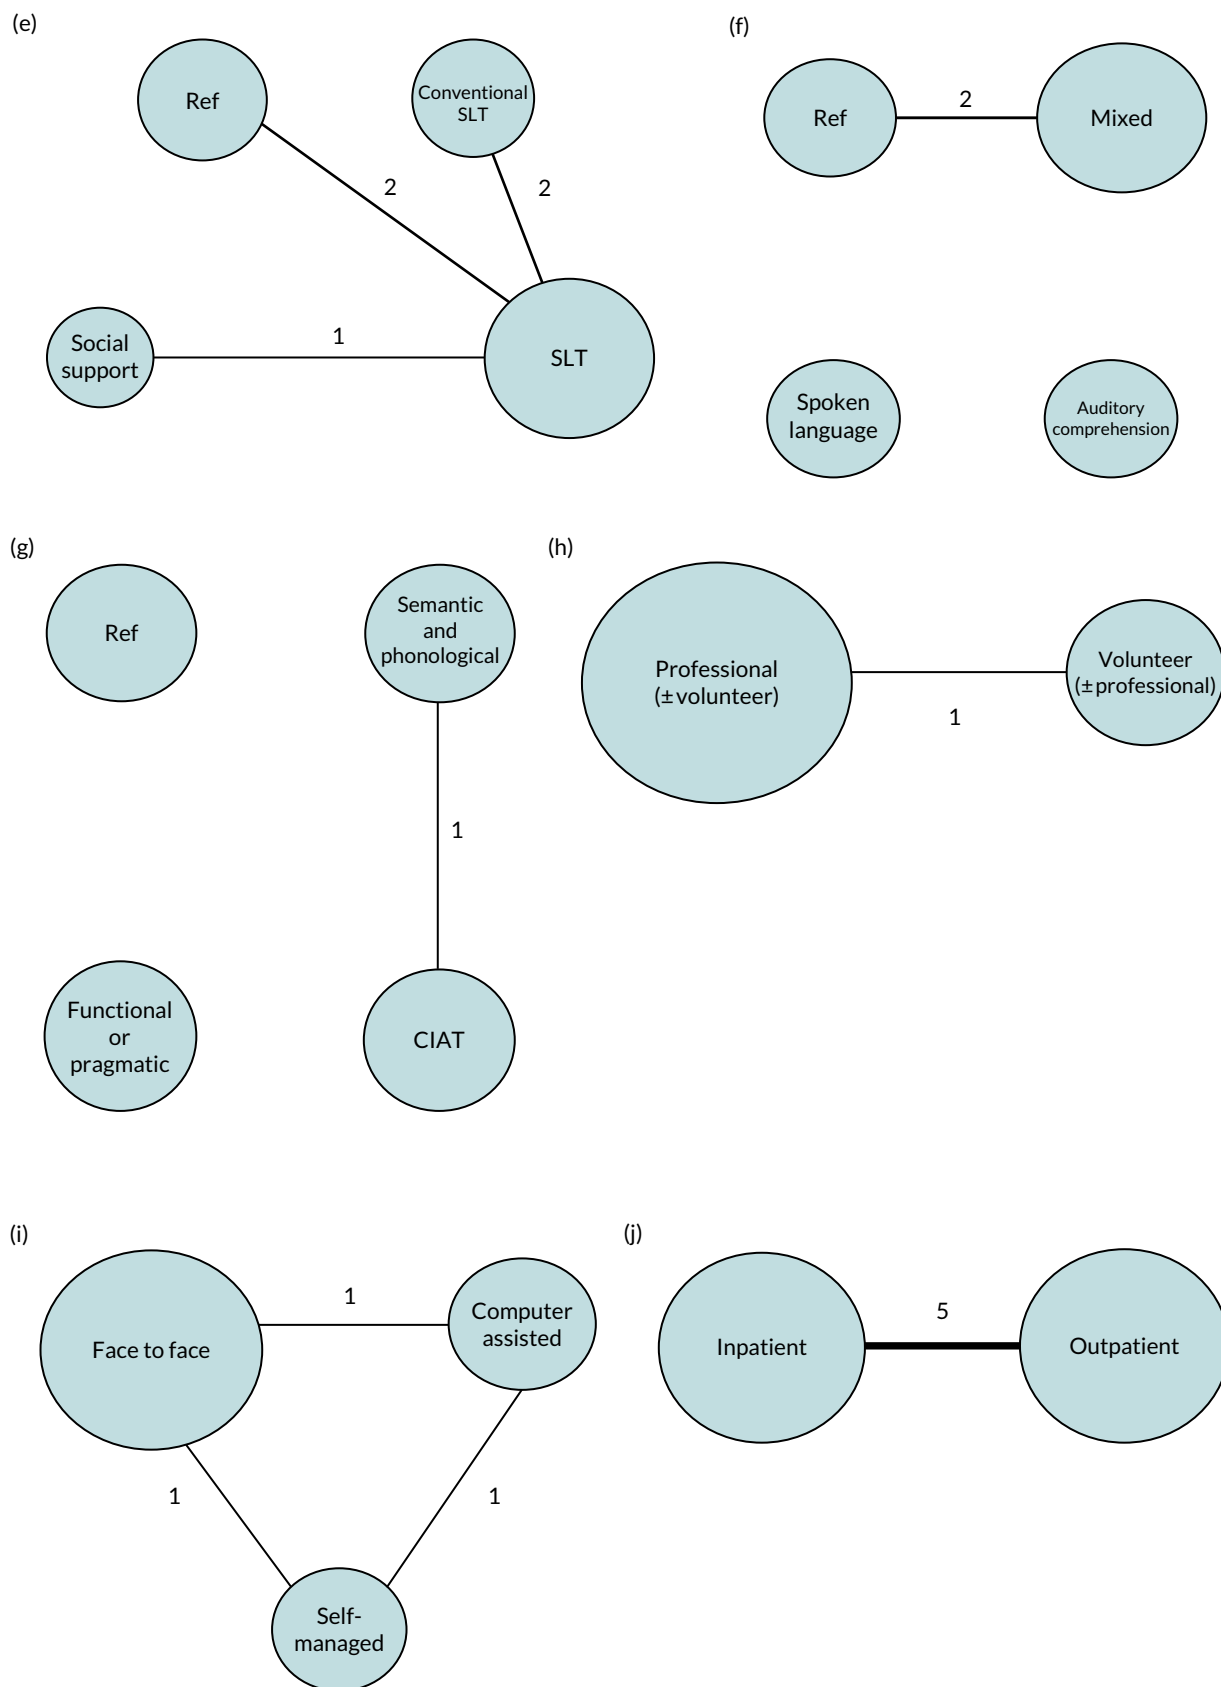 (e)
Ref
Conventional
SLT
2
2
Social
support
1
SLT
(f)
Ref
2
Mixed
Spoken
language
Auditory
comprehension
(g)
Ref
Semantic
and
phonological
1
Functional
or
pragmatic
CIAT
(h)
Professional
(±volunteer)
1
Volunteer
(±professional)
(i)
Face to face
1
Computer
assisted
1
1
Self-
managed
(j)
Inpatient
5
Outpatient